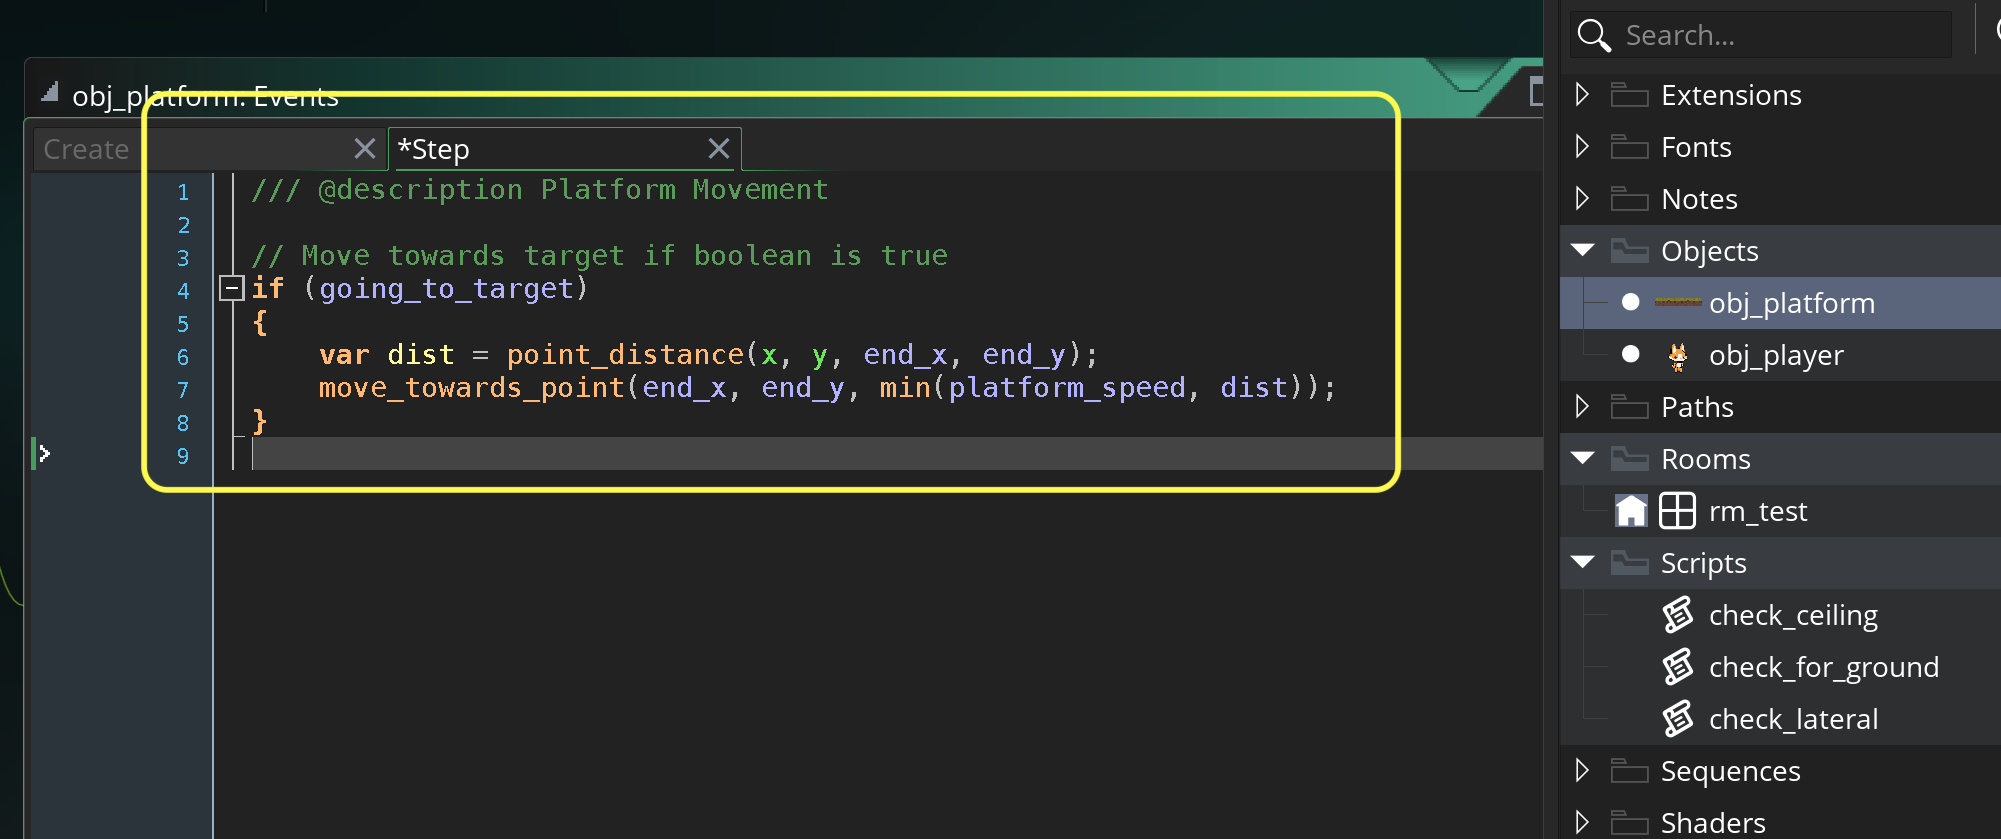 obj_platform: Events
Create
*Step
1 /// @description Platform Movement
2
3 // Move towards target if boolean is true
4 if (going_to_target)
5 {
6 var dist = point_distance(x, y, end_x, end_y);
7 move_towards_point(end_x, end_y, min(platform_speed, dist));
8 }
9
Search...
Extensions
Fonts
Notes
Objects
obj_platform
obj_player
Paths
Rooms
rm_test
Scripts
check_ceiling
check_for_ground
check_lateral
Sequences
Shaders